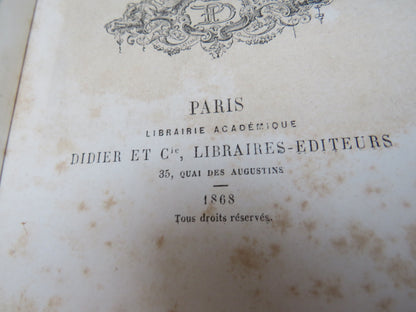 D
PARIS
LIBRAIRIE ACADÉMIQUE
DIDIER ET Cie, LIBRAIRES-EDITEURS
35, QUAI DES AUGUSTINS
1868
Tous droits réservés.